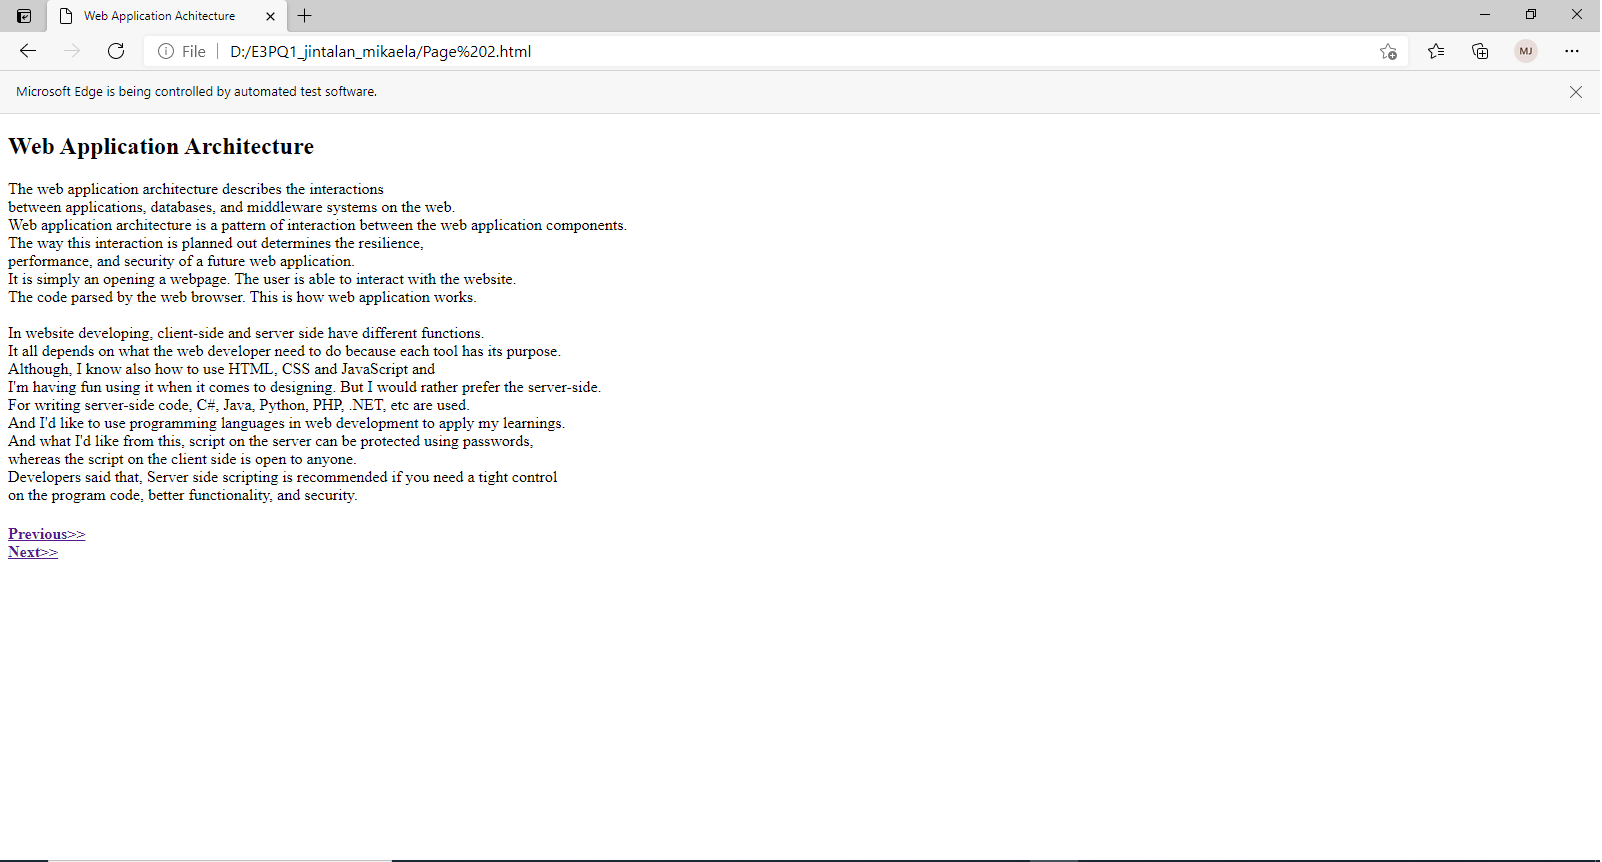 Web Application Achitecture
File
D:/E3PQ1_jintalan_mikaela/Page%202.html
MJ
Microsoft Edge is being controlled by automated test software.
Web Application Architecture
The web application architecture describes the interactions
between applications, databases, and middleware systems on the web.
Web application architecture is a pattern of interaction between the web application components.
The way this interaction is planned out determines the resilience,
performance, and security of a future web application.
It is simply an opening a webpage. The user is able to interact with the website.
The code parsed by the web browser. This is how web application works.
In website developing, client-side and server side have different functions.
It all depends on what the web developer need to do because each tool has its purpose.
Although, I know also how to use HTML, CSS and JavaScript and
I'm having fun using it when it comes to designing. But I would rather prefer the server-side.
For writing server-side code, C#, Java, Python, PHP, .NET, etc are used.
And I'd like to use programming languages in web development to apply my learnings.
And what I'd like from this, script on the server can be protected using passwords,
whereas the script on the client side is open to anyone.
Developers said that, Server side scripting is recommended if you need a tight control
on the program code, better functionality, and security.
Previous>>
Next>>